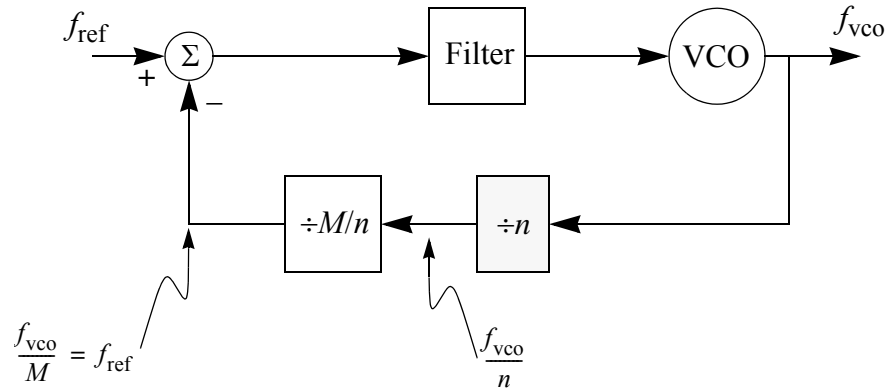 f_ref
+
Σ
−
Filter
VCO
f_vco
÷M/n
÷n
f_vco/M = f_ref
f_vco/n